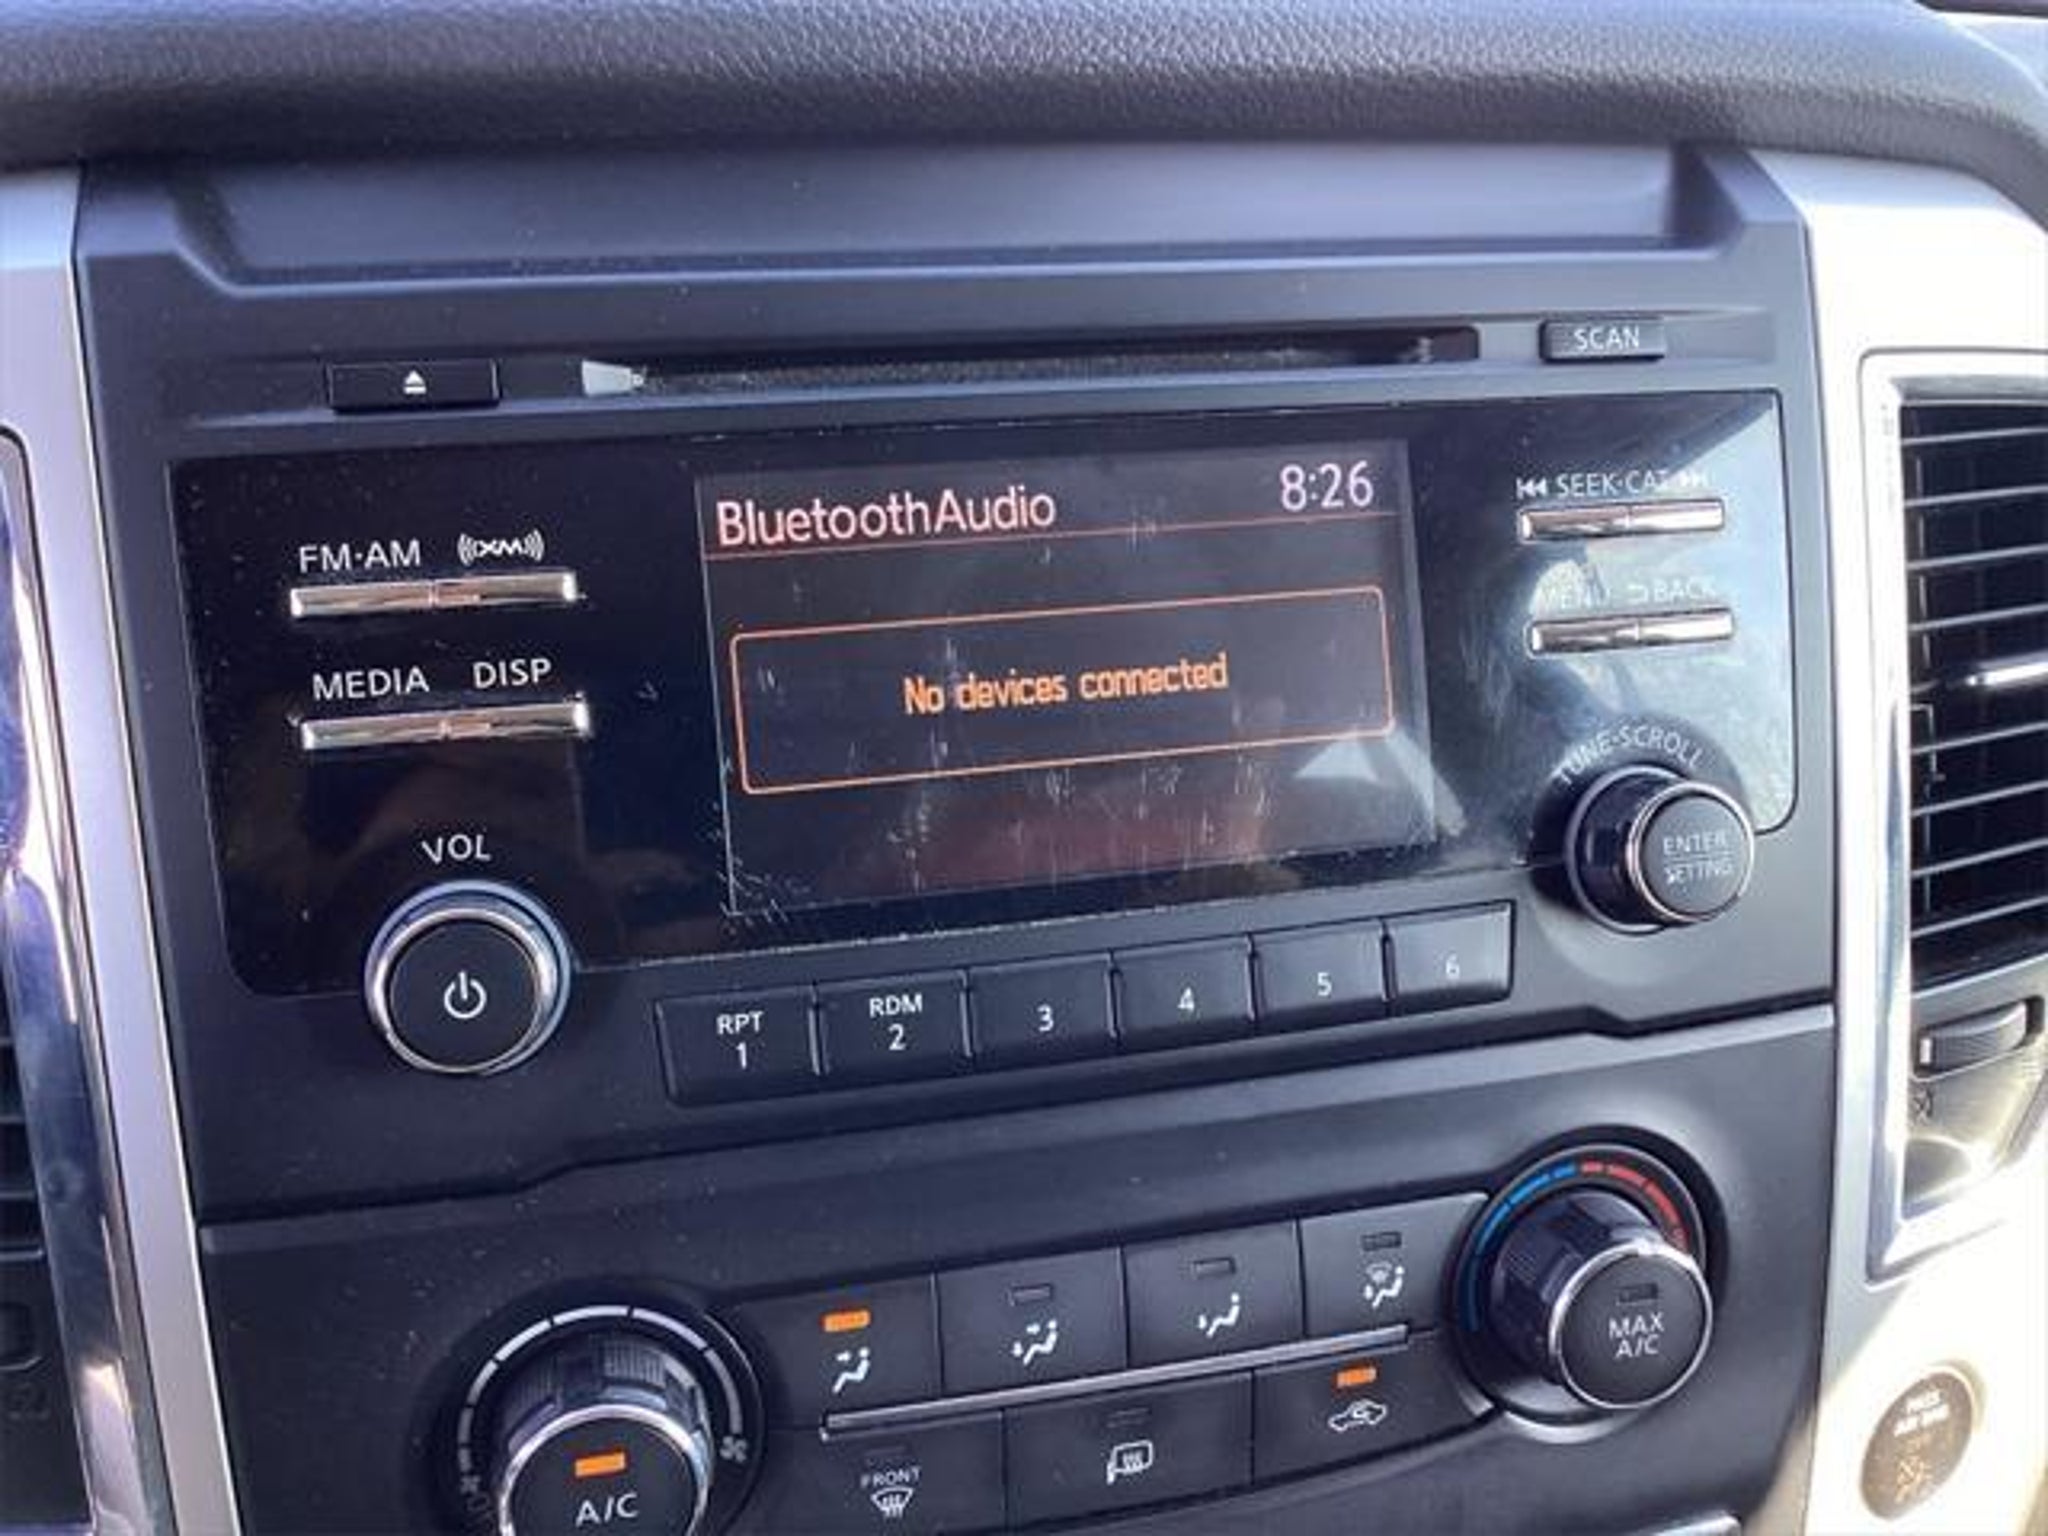 SCAN
BluetoothAudio 8:26
SEEK·CAT
FM·AM XM
MENU BACK
No devices connected
MEDIA DISP
TUNE·SCROLL
VOL
ENTER
SETTING
RPT
1
RDM
2
3
4
5
6
MAX
A/C
FRONT
A/C